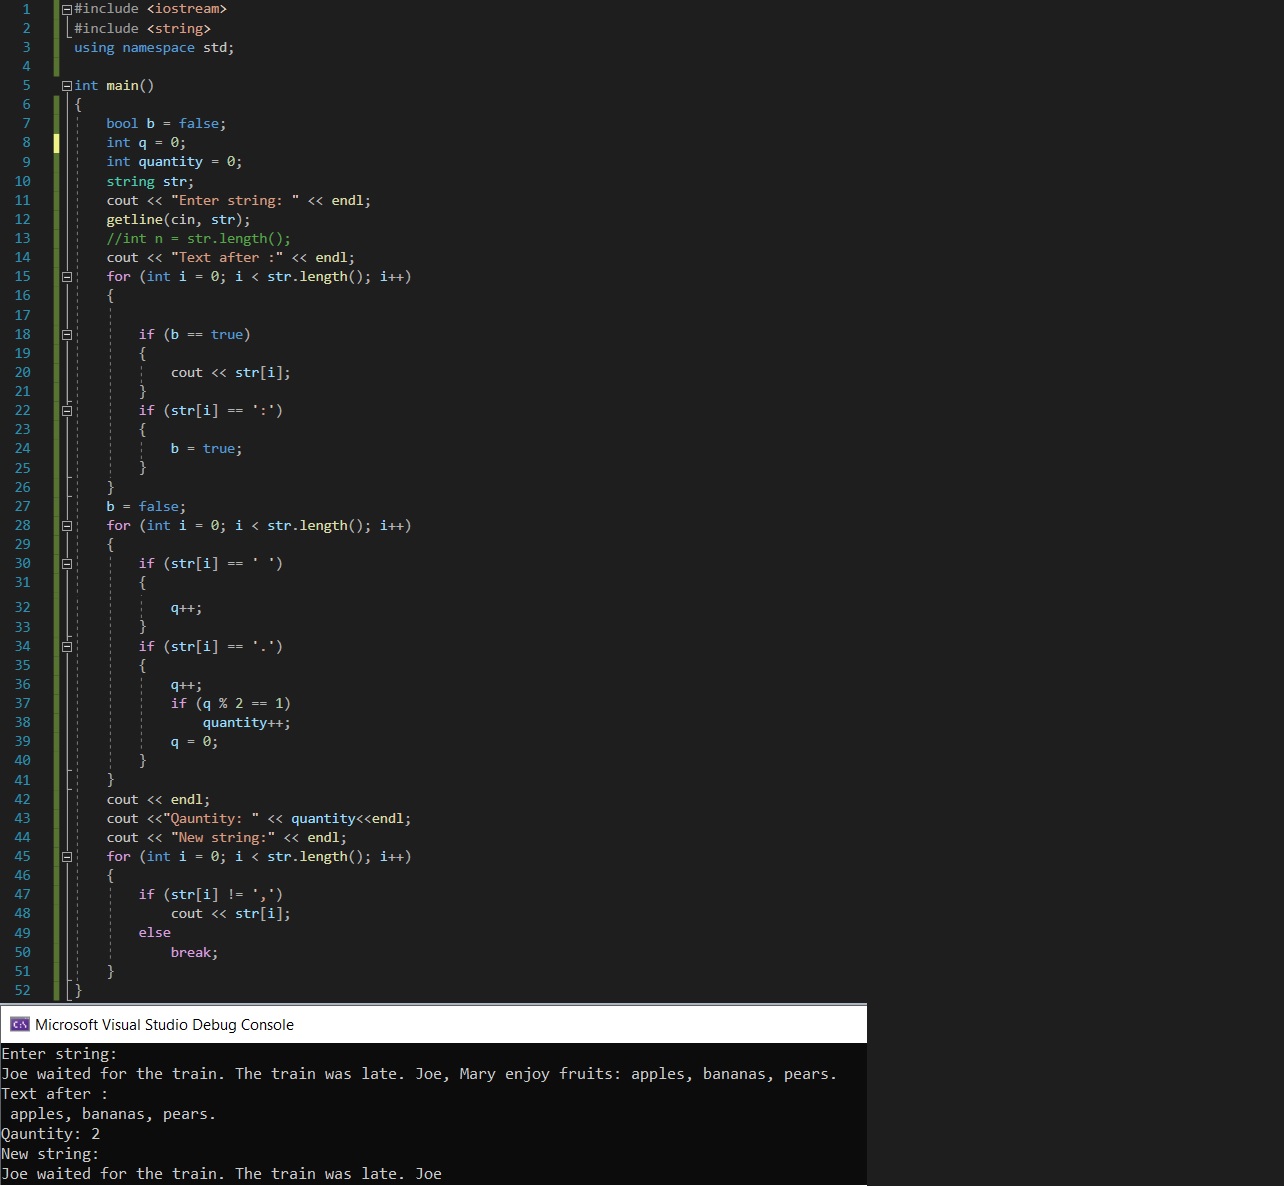 1 #include <iostream>
2 #include <string>
3 using namespace std;
4
5 int main()
6 {
7 bool b = false;
8 int q = 0;
9 int quantity = 0;
10 string str;
11 cout << "Enter string: " << endl;
12 getline(cin, str);
13 //int n = str.length();
14 cout << "Text after :" << endl;
15 for (int i = 0; i < str.length(); i++)
16 {
17
18 if (b == true)
19 {
20 cout << str[i];
21 }
22 if (str[i] == ':')
23 {
24 b = true;
25 }
26 }
27 b = false;
28 for (int i = 0; i < str.length(); i++)
29 {
30 if (str[i] == ' ')
31 {
32 q++;
33 }
34 if (str[i] == '.')
35 {
36 q++;
37 if (q % 2 == 1)
38 quantity++;
39 q = 0;
40 }
41 }
42 cout << endl;
43 cout <<"Qauntity: " << quantity<<endl;
44 cout << "New string:" << endl;
45 for (int i = 0; i < str.length(); i++)
46 {
47 if (str[i] != ',')
48 cout << str[i];
49 else
50 break;
51 }
52 }
C:\ Microsoft Visual Studio Debug Console
Enter string:
Joe waited for the train. The train was late. Joe, Mary enjoy fruits: apples, bananas, pears.
Text after :
apples, bananas, pears.
Qauntity: 2
New string:
Joe waited for the train. The train was late. Joe